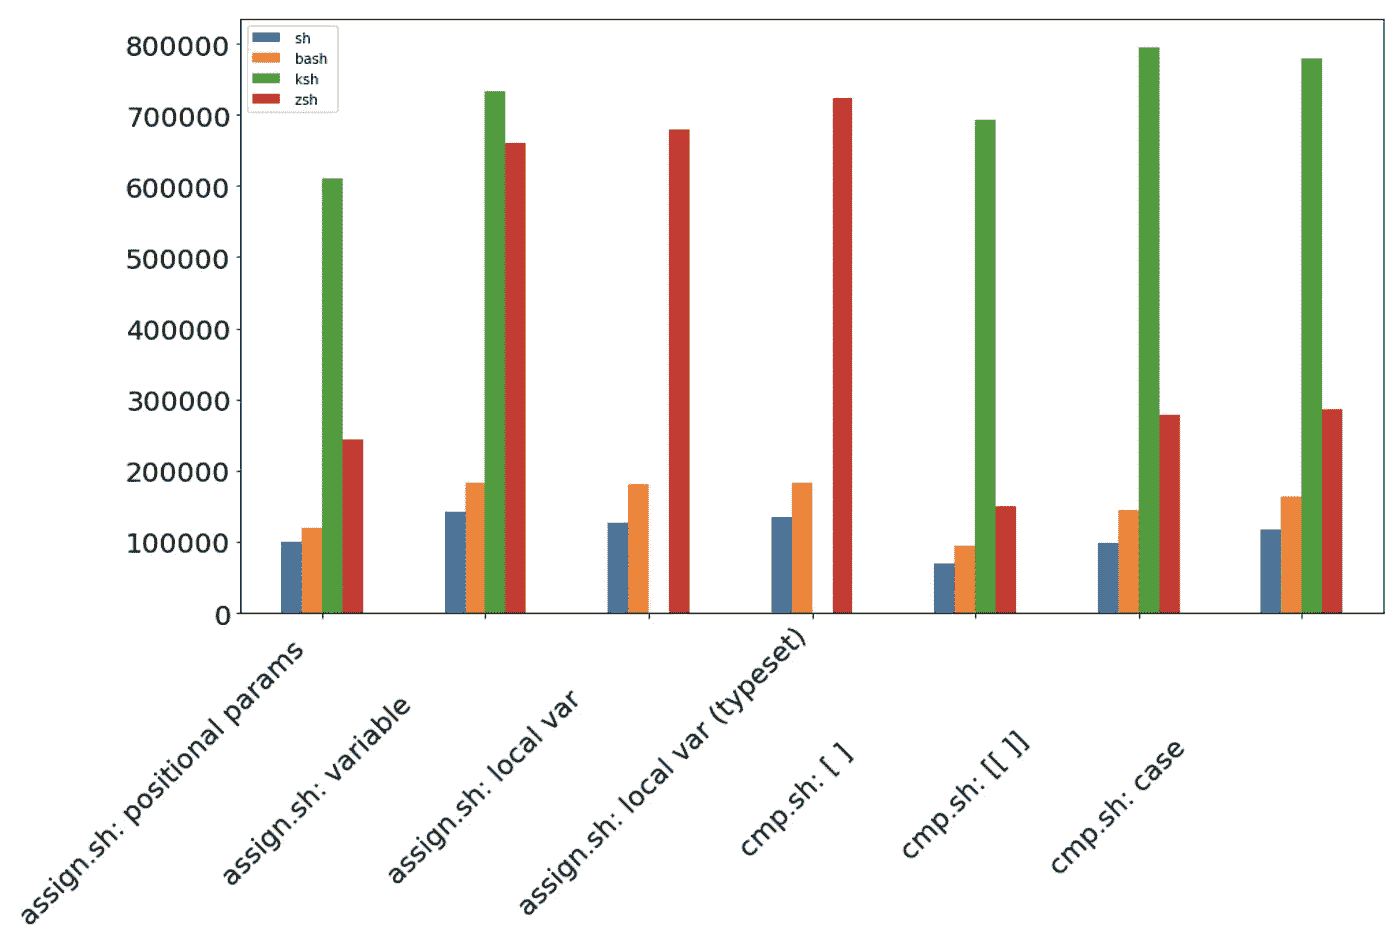 800000
700000
600000
500000
400000
300000
200000
100000
0
sh
bash
ksh
zsh
assign.sh: positional params
assign.sh: variable
assign.sh: local var
assign.sh: local var (typeset)
cmp.sh: [ ]
cmp.sh: [[ ]]
cmp.sh: case